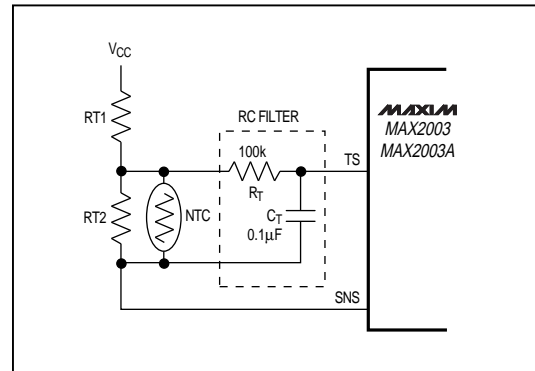 VCC
RT1
RC FILTER
MAXIM
MAX2003
MAX2003A
100k
TS
RT
RT2
NTC
CT
0.1µF
SNS